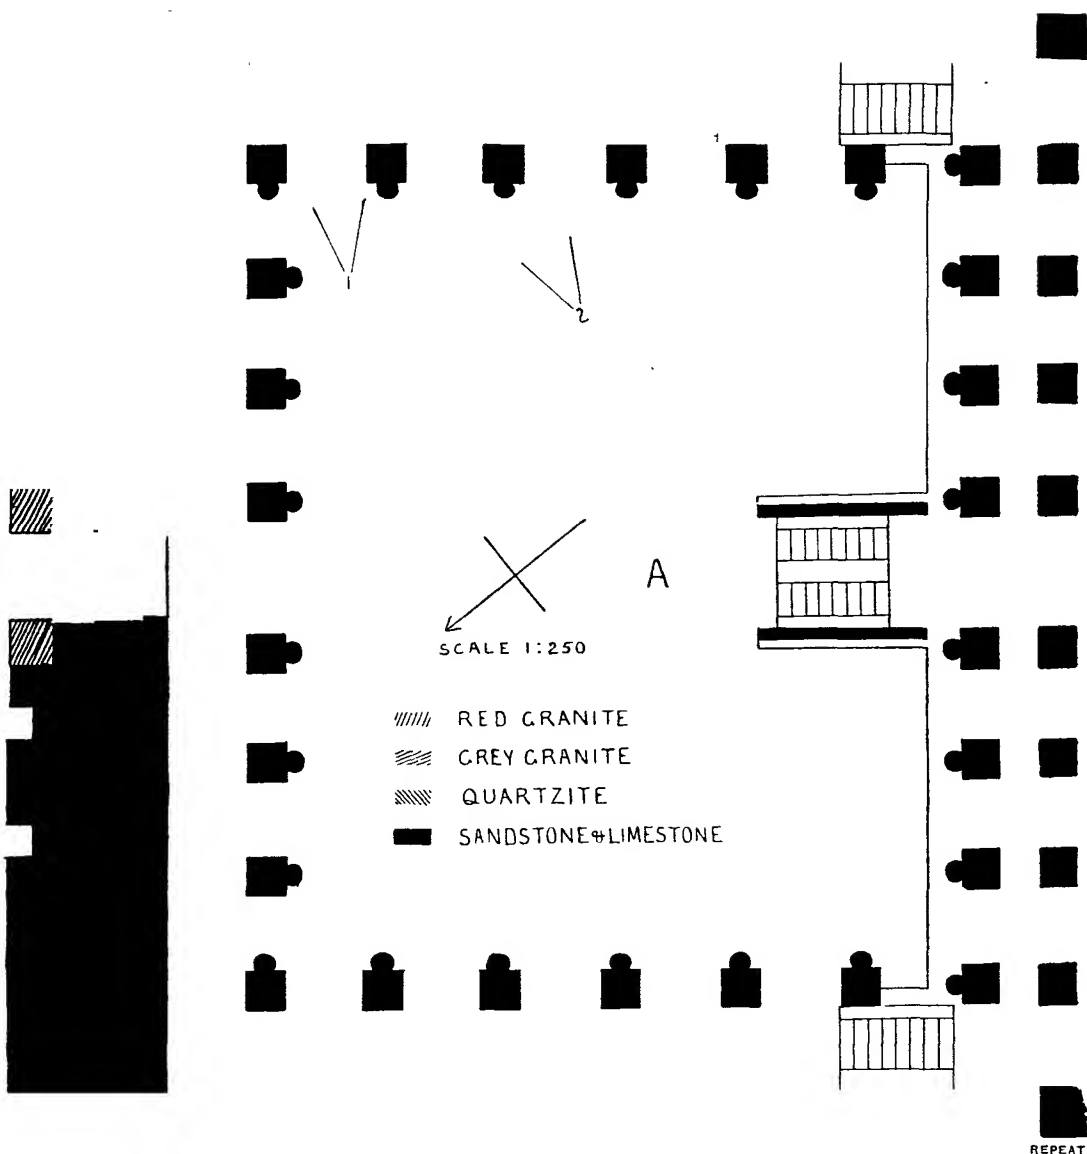 1
1
2
A
SCALE 1:250
RED GRANITE
GREY GRANITE
QUARTZITE
SANDSTONE & LIMESTONE
REPEAT